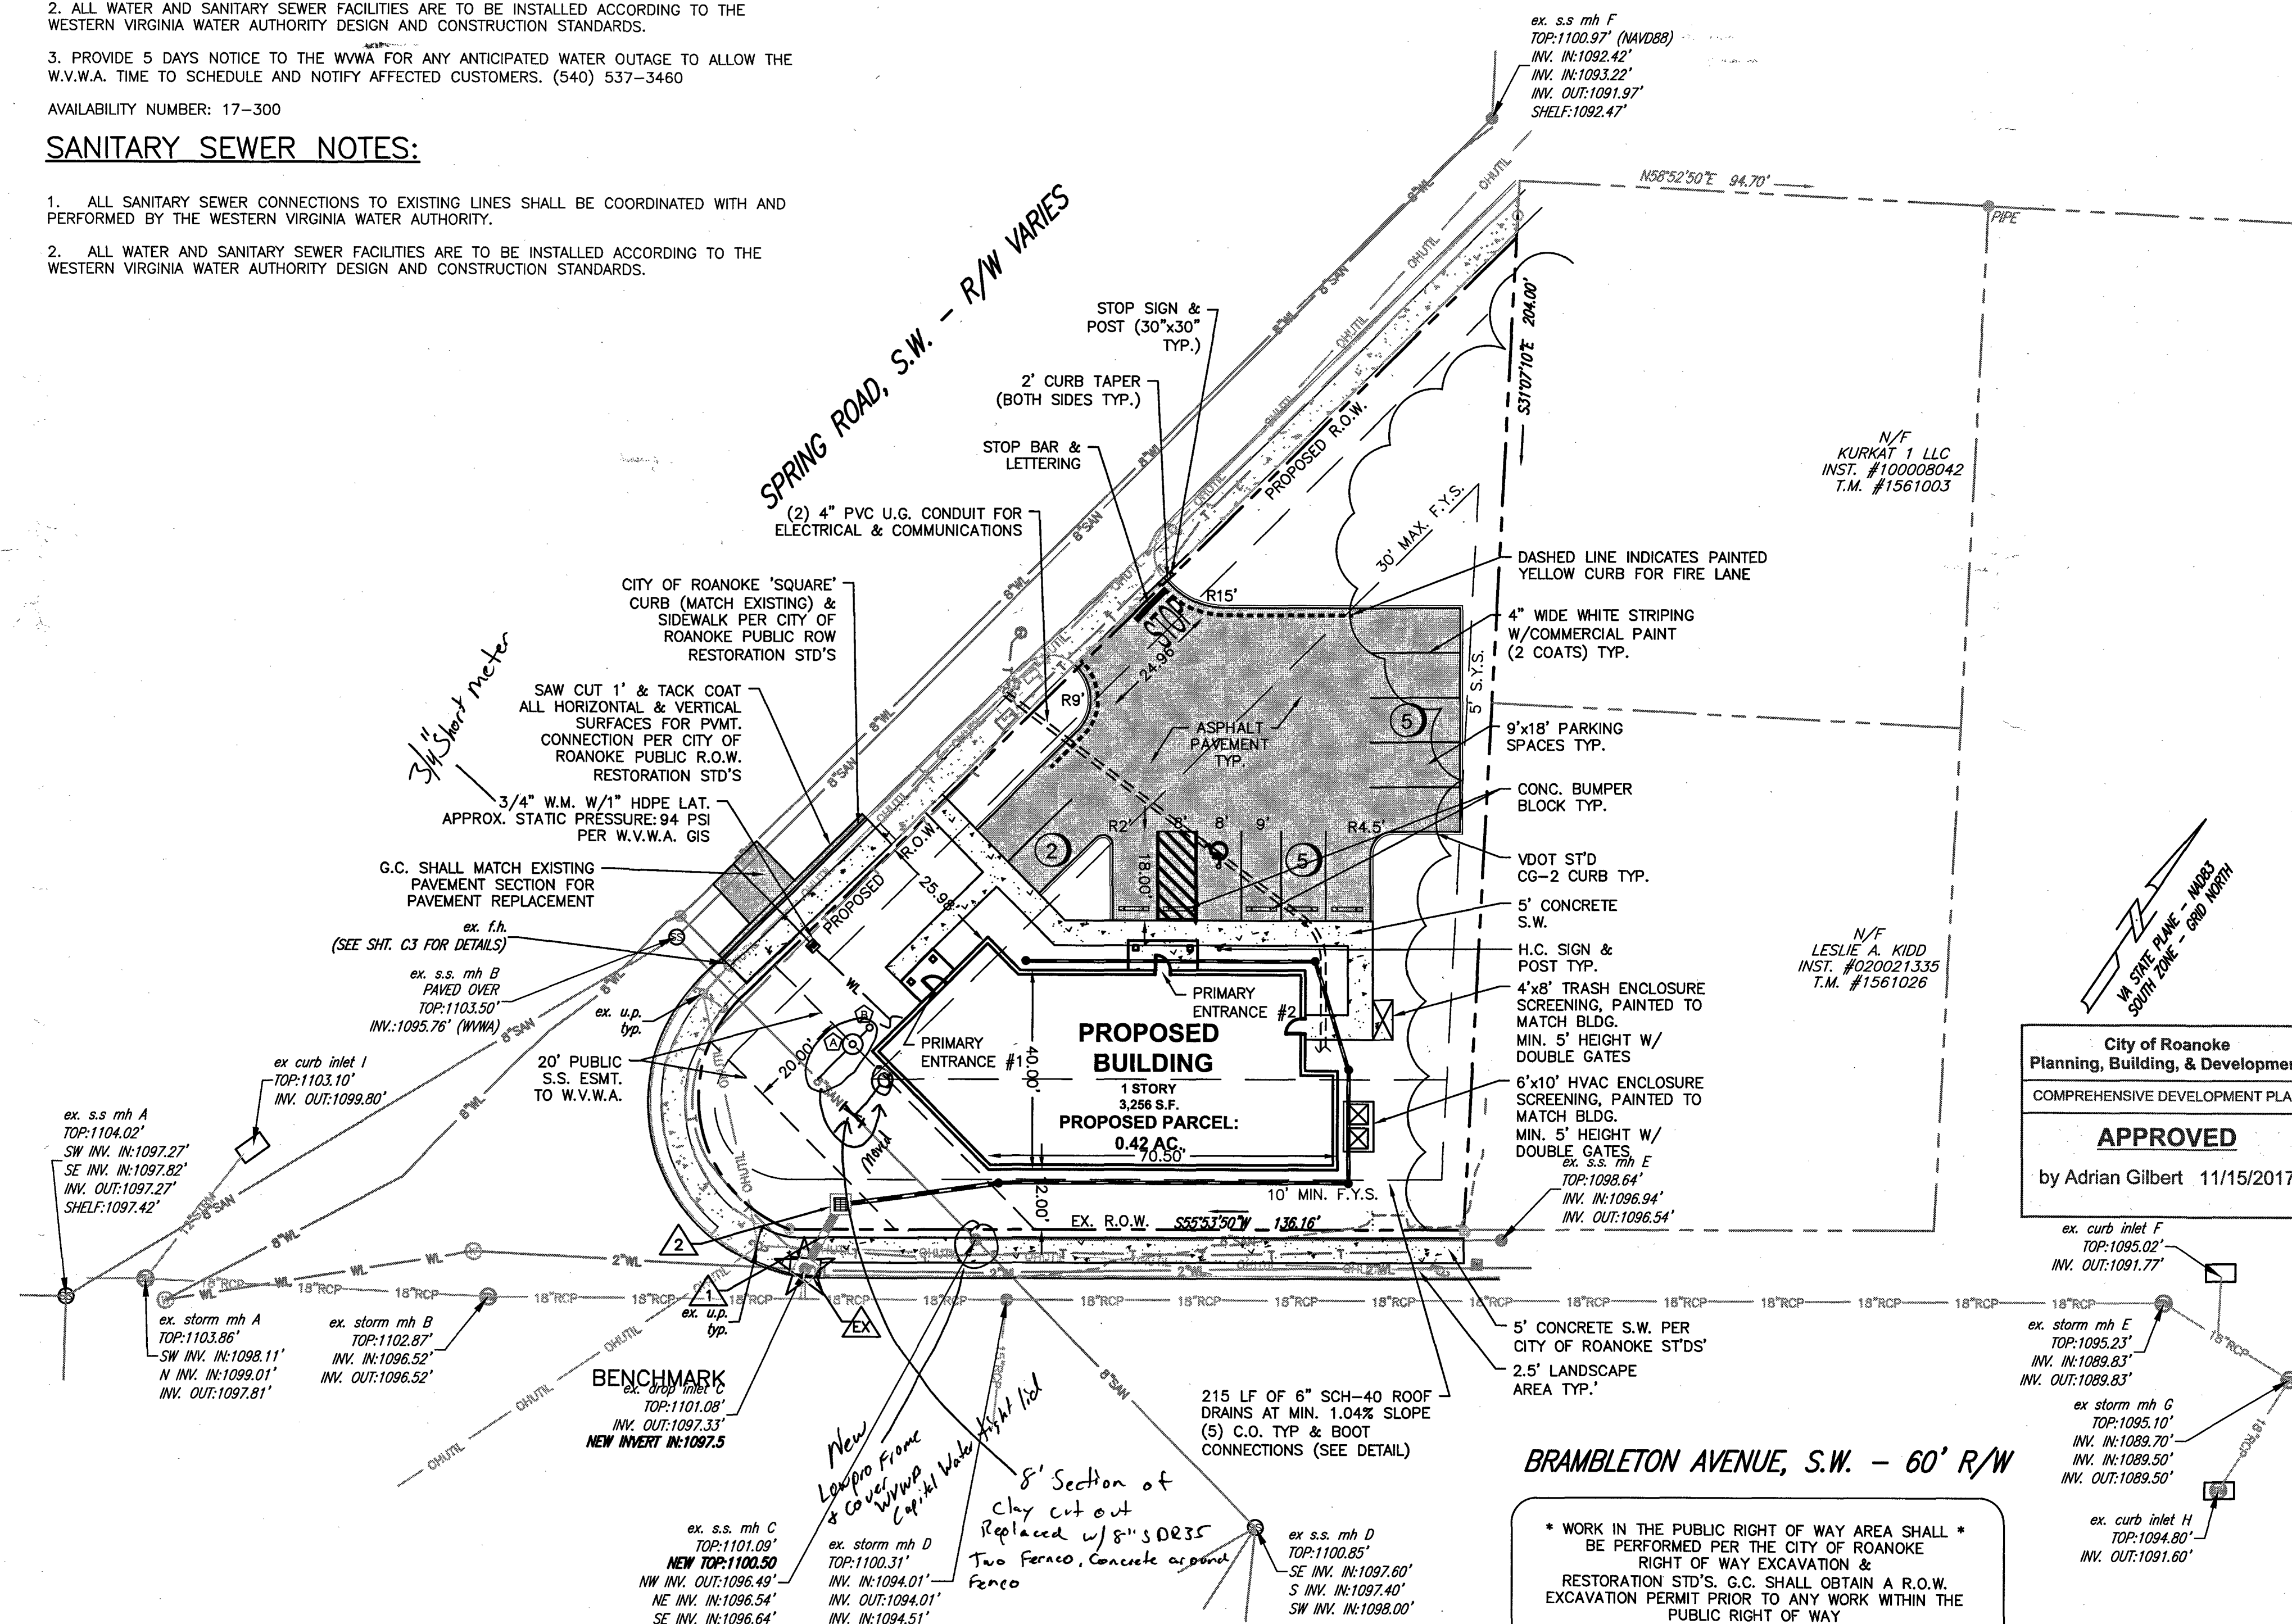 2. ALL WATER AND SANITARY SEWER FACILITIES ARE TO BE INSTALLED ACCORDING TO THE
WESTERN VIRGINIA WATER AUTHORITY DESIGN AND CONSTRUCTION STANDARDS.
3. PROVIDE 5 DAYS NOTICE TO THE WVWA FOR ANY ANTICIPATED WATER OUTAGE TO ALLOW THE
W.V.W.A. TIME TO SCHEDULE AND NOTIFY AFFECTED CUSTOMERS. (540) 537-3460
AVAILABILITY NUMBER: 17-300
SANITARY SEWER NOTES:
1. ALL SANITARY SEWER CONNECTIONS TO EXISTING LINES SHALL BE COORDINATED WITH AND
PERFORMED BY THE WESTERN VIRGINIA WATER AUTHORITY.
2. ALL WATER AND SANITARY SEWER FACILITIES ARE TO BE INSTALLED ACCORDING TO THE
WESTERN VIRGINIA WATER AUTHORITY DESIGN AND CONSTRUCTION STANDARDS.
ex. s.s mh F
TOP:1100.97' (NAVD88)
INV. IN:1092.42'
INV. IN:1093.22'
INV. OUT:1091.97'
SHELF:1092.47'
N58°52'50"E 94.70'
PIPE
S31°07'10"E 204.00'
SPRING ROAD, S.W. - R/W VARIES
8"WL
8"SAN
OHUTIL
STOP SIGN &
POST (30"x30"
TYP.)
2' CURB TAPER
(BOTH SIDES TYP.)
STOP BAR &
LETTERING
(2) 4" PVC U.G. CONDUIT FOR
ELECTRICAL & COMMUNICATIONS
CITY OF ROANOKE 'SQUARE'
CURB (MATCH EXISTING) &
SIDEWALK PER CITY OF
ROANOKE PUBLIC ROW
RESTORATION STD'S
SAW CUT 1' & TACK COAT
ALL HORIZONTAL & VERTICAL
SURFACES FOR PVMT.
CONNECTION PER CITY OF
ROANOKE PUBLIC R.O.W.
RESTORATION STD'S
3/4" Short meter
3/4" W.M. W/1" HDPE LAT.
APPROX. STATIC PRESSURE: 94 PSI
PER W.V.W.A. GIS
G.C. SHALL MATCH EXISTING
PAVEMENT SECTION FOR
PAVEMENT REPLACEMENT
ex. f.h.
(SEE SHT. C3 FOR DETAILS)
ex. s.s. mh B
PAVED OVER
TOP:1103.50'
INV.:1095.76' (WVWA)
ex. u.p.
typ.
20' PUBLIC
S.S. ESMT.
TO W.V.W.A.
ex curb inlet I
TOP:1103.10'
INV. OUT:1099.80'
ex. s.s mh A
TOP:1104.02'
SW INV. IN:1097.27'
SE INV. IN:1097.82'
INV. OUT:1097.27'
SHELF:1097.42'
PROPOSED R.O.W.
30' MAX. F.Y.S.
5' S.Y.S.
R15'
STOP
24.96'
R9'
ASPHALT
PAVEMENT
TYP.
5
2
5
R2'
8'
8'
9'
R4.5'
18.00'
PROPOSED R.O.W.
25.98'
WL
A
B
20.00'
8"SAN
Moved
PRIMARY
ENTRANCE #1
PRIMARY
ENTRANCE #2
PROPOSED
BUILDING
1 STORY
3,256 S.F.
PROPOSED PARCEL:
0.42 AC.
40.00'
70.50'
2.00'
10' MIN. F.Y.S.
EX. R.O.W. S55°53'50"W 136.16'
DASHED LINE INDICATES PAINTED
YELLOW CURB FOR FIRE LANE
4" WIDE WHITE STRIPING
W/COMMERCIAL PAINT
(2 COATS) TYP.
9'x18' PARKING
SPACES TYP.
CONC. BUMPER
BLOCK TYP.
VDOT ST'D
CG-2 CURB TYP.
5' CONCRETE
S.W.
H.C. SIGN &
POST TYP.
4'x8' TRASH ENCLOSURE
SCREENING, PAINTED TO
MATCH BLDG.
MIN. 5' HEIGHT W/
DOUBLE GATES
6'x10' HVAC ENCLOSURE
SCREENING, PAINTED TO
MATCH BLDG.
MIN. 5' HEIGHT W/
DOUBLE GATES
ex. s.s. mh E
TOP:1098.64'
INV. IN:1096.94'
INV. OUT:1096.54'
N/F
KURKAT 1 LLC
INST. #100008042
T.M. #1561003
N/F
LESLIE A. KIDD
INST. #020021335
T.M. #1561026
VA STATE PLANE - NAD83
SOUTH ZONE - GRID NORTH
City of Roanoke
Planning, Building, & Developmen
COMPREHENSIVE DEVELOPMENT PLA
APPROVED
by Adrian Gilbert 11/15/2017
ex. curb inlet F
TOP:1095.02'
INV. OUT:1091.77'
ex. storm mh E
TOP:1095.23'
INV. IN:1089.83'
INV. OUT:1089.83'
ex storm mh G
TOP:1095.10'
INV. IN:1089.70'
INV. IN:1089.50'
INV. OUT:1089.50'
ex. curb inlet H
TOP:1094.80'
INV. OUT:1091.60'
12"STM
8"SAN
8"WL
WL
2"WL
18"RCP
15"RCP
2
1
EX
ex. u.p.
typ.
ex. storm mh A
TOP:1103.86'
SW INV. IN:1098.11'
N INV. IN:1099.01'
INV. OUT:1097.81'
ex. storm mh B
TOP:1102.87'
INV. IN:1096.52'
INV. OUT:1096.52'
BENCHMARK
ex. drop inlet C
TOP:1101.08'
INV. OUT:1097.33'
NEW INVERT IN:1097.5
New
Lowpro Frame
& Cover
WVWA
Capital Water tight lid
8' Section of
Clay cut out
Replaced w/ 8" SDR35
Two Fernco, Concrete around
Fenco
5' CONCRETE S.W. PER
CITY OF ROANOKE ST'DS'
2.5' LANDSCAPE
AREA TYP.'
215 LF OF 6" SCH-40 ROOF
DRAINS AT MIN. 1.04% SLOPE
(5) C.O. TYP & BOOT
CONNECTIONS (SEE DETAIL)
BRAMBLETON AVENUE, S.W. - 60' R/W
ex. s.s. mh C
TOP:1101.09'
NEW TOP:1100.50
NW INV. OUT:1096.49'
NE INV. IN:1096.54'
SE INV. IN:1096.64'
ex. storm mh D
TOP:1100.31'
INV. IN:1094.01'
INV. OUT:1094.01'
INV. IN:1094.51'
ex s.s. mh D
TOP:1100.85'
SE INV. IN:1097.60'
S INV. IN:1097.40'
SW INV. IN:1098.00'
* WORK IN THE PUBLIC RIGHT OF WAY AREA SHALL *
BE PERFORMED PER THE CITY OF ROANOKE
RIGHT OF WAY EXCAVATION &
RESTORATION STD'S. G.C. SHALL OBTAIN A R.O.W.
EXCAVATION PERMIT PRIOR TO ANY WORK WITHIN THE
PUBLIC RIGHT OF WAY